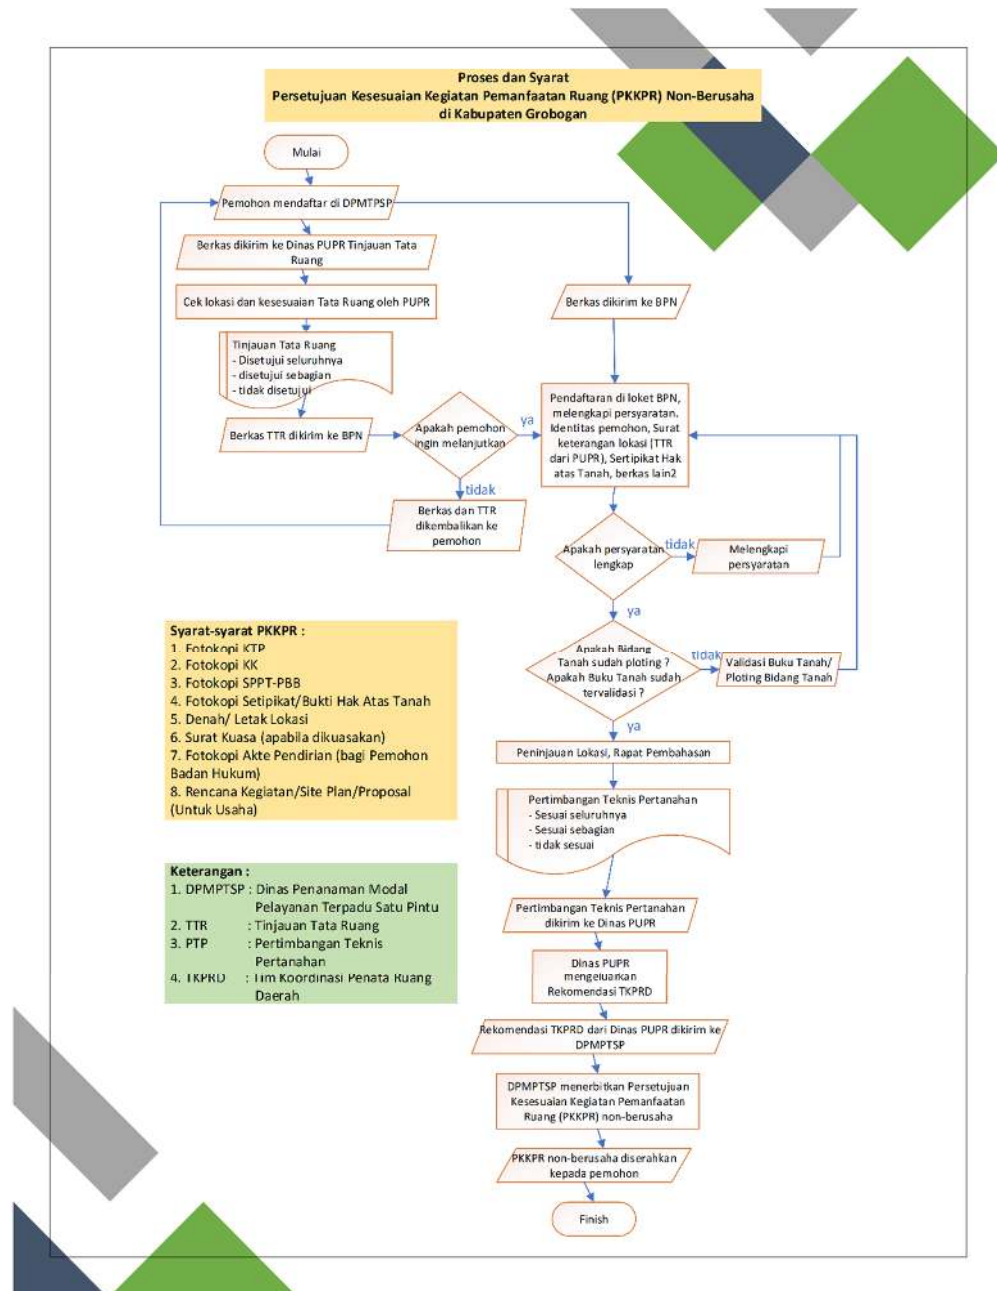 Proses dan Syarat
Persetujuan Kesesuaian Kegiatan Pemanfaatan Ruang (PKKPR) Non-Berusaha
di Kabupaten Grobogan
Mulai
Pemohon mendaftar di DPMTPSP
Berkas dikirim ke Dinas PUPR Tinjauan Tata
Ruang
Cek lokasi dan kesesuaian Tata Ruang oleh PUPR
Tinjauan Tata Ruang
- Disetujui seluruhnya
- disetujui sebagian
- tidak disetujui
Berkas TTR dikirim ke BPN
Apakah pemohon
ingin melanjutkan
ya
tidak
Berkas dan TTR
dikembalikan ke
pemohon
Berkas dikirim ke BPN
Pendaftaran di loket BPN,
melengkapi persyaratan.
Identitas pemohon, Surat
keterangan lokasi (TTR
dari PUPR), Sertipikat Hak
atas Tanah, berkas lain2
Apakah persyaratan
lengkap
tidak
Melengkapi
persyaratan
ya
Apakah Bidang
Tanah sudah ploting ?
Apakah Buku Tanah sudah
tervalidasi ?
tidak
Validasi Buku Tanah/
Ploting Bidang Tanah
ya
Peninjauan Lokasi, Rapat Pembahasan
Pertimbangan Teknis Pertanahan
- Sesuai seluruhnya
- Sesuai sebagian
- tidak sesuai
Pertimbangan Teknis Pertanahan
dikirim ke Dinas PUPR
Dinas PUPR
mengeluarkan
Rekomendasi TKPRD
Rekomendasi TKPRD dari Dinas PUPR dikirim ke
DPMPTSP
DPMPTSP menerbitkan Persetujuan
Kesesuaian Kegiatan Pemanfaatan
Ruang (PKKPR) non-berusaha
PKKPR non-berusaha diserahkan
kepada pemohon
Finish
Syarat-syarat PKKPR :
1. Fotokopi KTP
2. Fotokopi KK
3. Fotokopi SPPT-PBB
4. Fotokopi Setipikat/Bukti Hak Atas Tanah
5. Denah/ Letak Lokasi
6. Surat Kuasa (apabila dikuasakan)
7. Fotokopi Akte Pendirian (bagi Pemohon
Badan Hukum)
8. Rencana Kegiatan/Site Plan/Proposal
(Untuk Usaha)
Keterangan :
1. DPMPTSP : Dinas Penanaman Modal
Pelayanan Terpadu Satu Pintu
2. TTR : Tinjauan Tata Ruang
3. PTP : Pertimbangan Teknis
Pertanahan
4. TKPRD : Tim Koordinasi Penata Ruang
Daerah